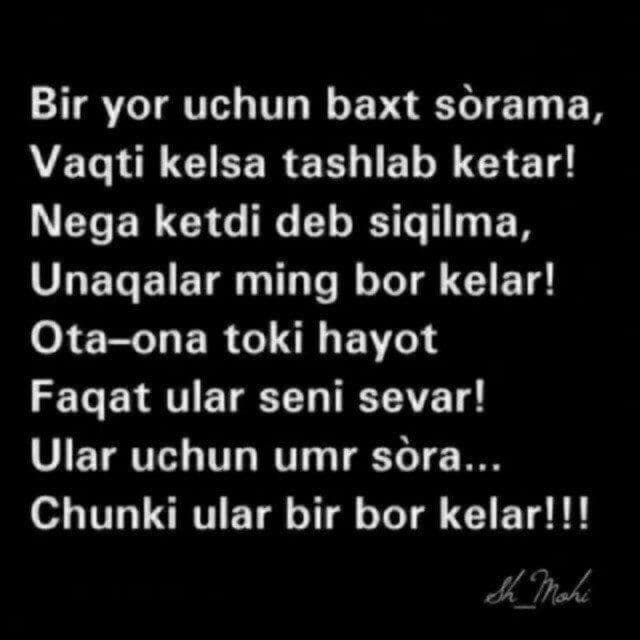 Bir yor uchun baxt sòrama,
Vaqti kelsa tashlab ketar!
Nega ketdi deb siqilma,
Unaqalar ming bor kelar!
Ota–ona toki hayot
Faqat ular seni sevar!
Ular uchun umr sòra...
Chunki ular bir bor kelar!!!
Sh_Mohi